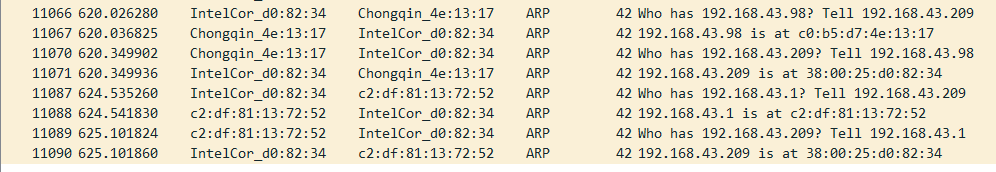 11066 620.026280 IntelCor_d0:82:34 Chongqin_4e:13:17 ARP 42 Who has 192.168.43.98? Tell 192.168.43.209
11067 620.036825 Chongqin_4e:13:17 IntelCor_d0:82:34 ARP 42 192.168.43.98 is at c0:b5:d7:4e:13:17
11070 620.349902 Chongqin_4e:13:17 IntelCor_d0:82:34 ARP 42 Who has 192.168.43.209? Tell 192.168.43.98
11071 620.349936 IntelCor_d0:82:34 Chongqin_4e:13:17 ARP 42 192.168.43.209 is at 38:00:25:d0:82:34
11087 624.535260 IntelCor_d0:82:34 c2:df:81:13:72:52 ARP 42 Who has 192.168.43.1? Tell 192.168.43.209
11088 624.541830 c2:df:81:13:72:52 IntelCor_d0:82:34 ARP 42 192.168.43.1 is at c2:df:81:13:72:52
11089 625.101824 c2:df:81:13:72:52 IntelCor_d0:82:34 ARP 42 Who has 192.168.43.209? Tell 192.168.43.1
11090 625.101860 IntelCor_d0:82:34 c2:df:81:13:72:52 ARP 42 192.168.43.209 is at 38:00:25:d0:82:34